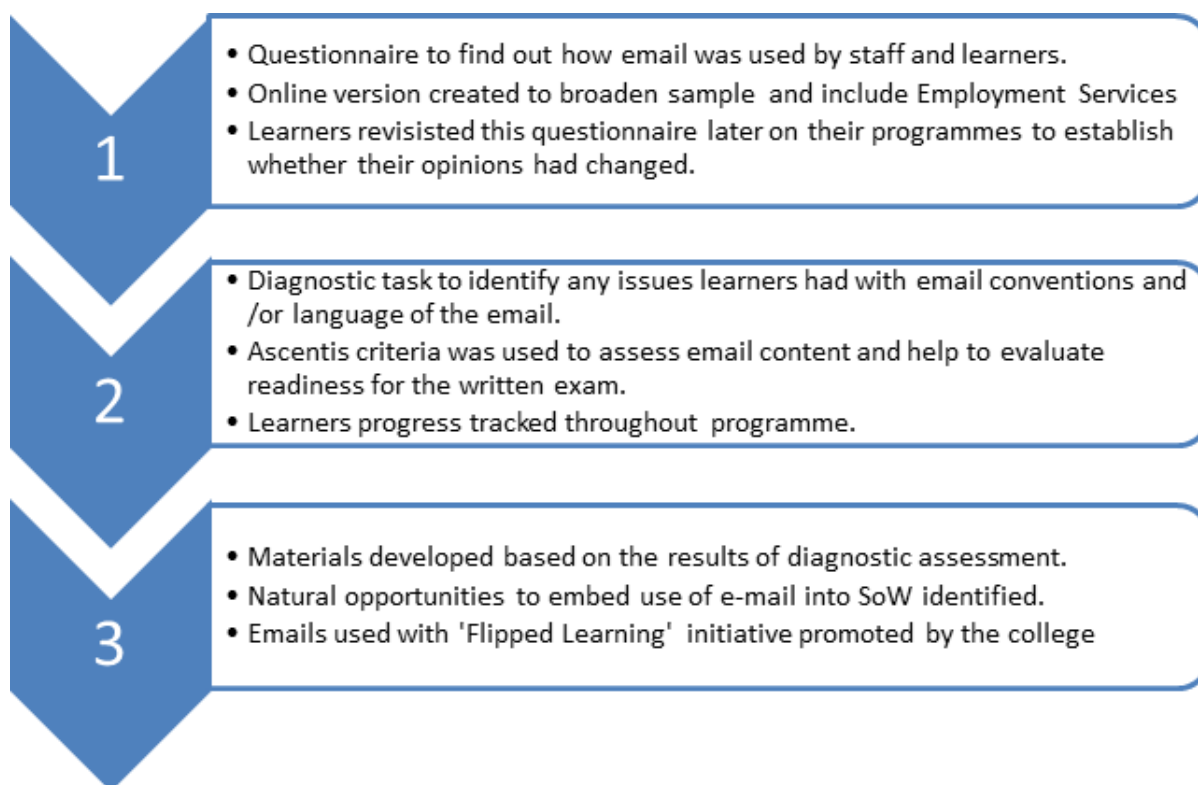 1
• Questionnaire to find out how email was used by staff and learners.
• Online version created to broaden sample and include Employment Services
• Learners revisisted this questionnaire later on their programmes to establish
whether their opinions had changed.
2
• Diagnostic task to identify any issues learners had with email conventions and
/or language of the email.
• Ascentis criteria was used to assess email content and help to evaluate
readiness for the written exam.
• Learners progress tracked throughout programme.
3
• Materials developed based on the results of diagnostic assessment.
• Natural opportunities to embed use of e-mail into SoW identified.
• Emails used with 'Flipped Learning' initiative promoted by the college